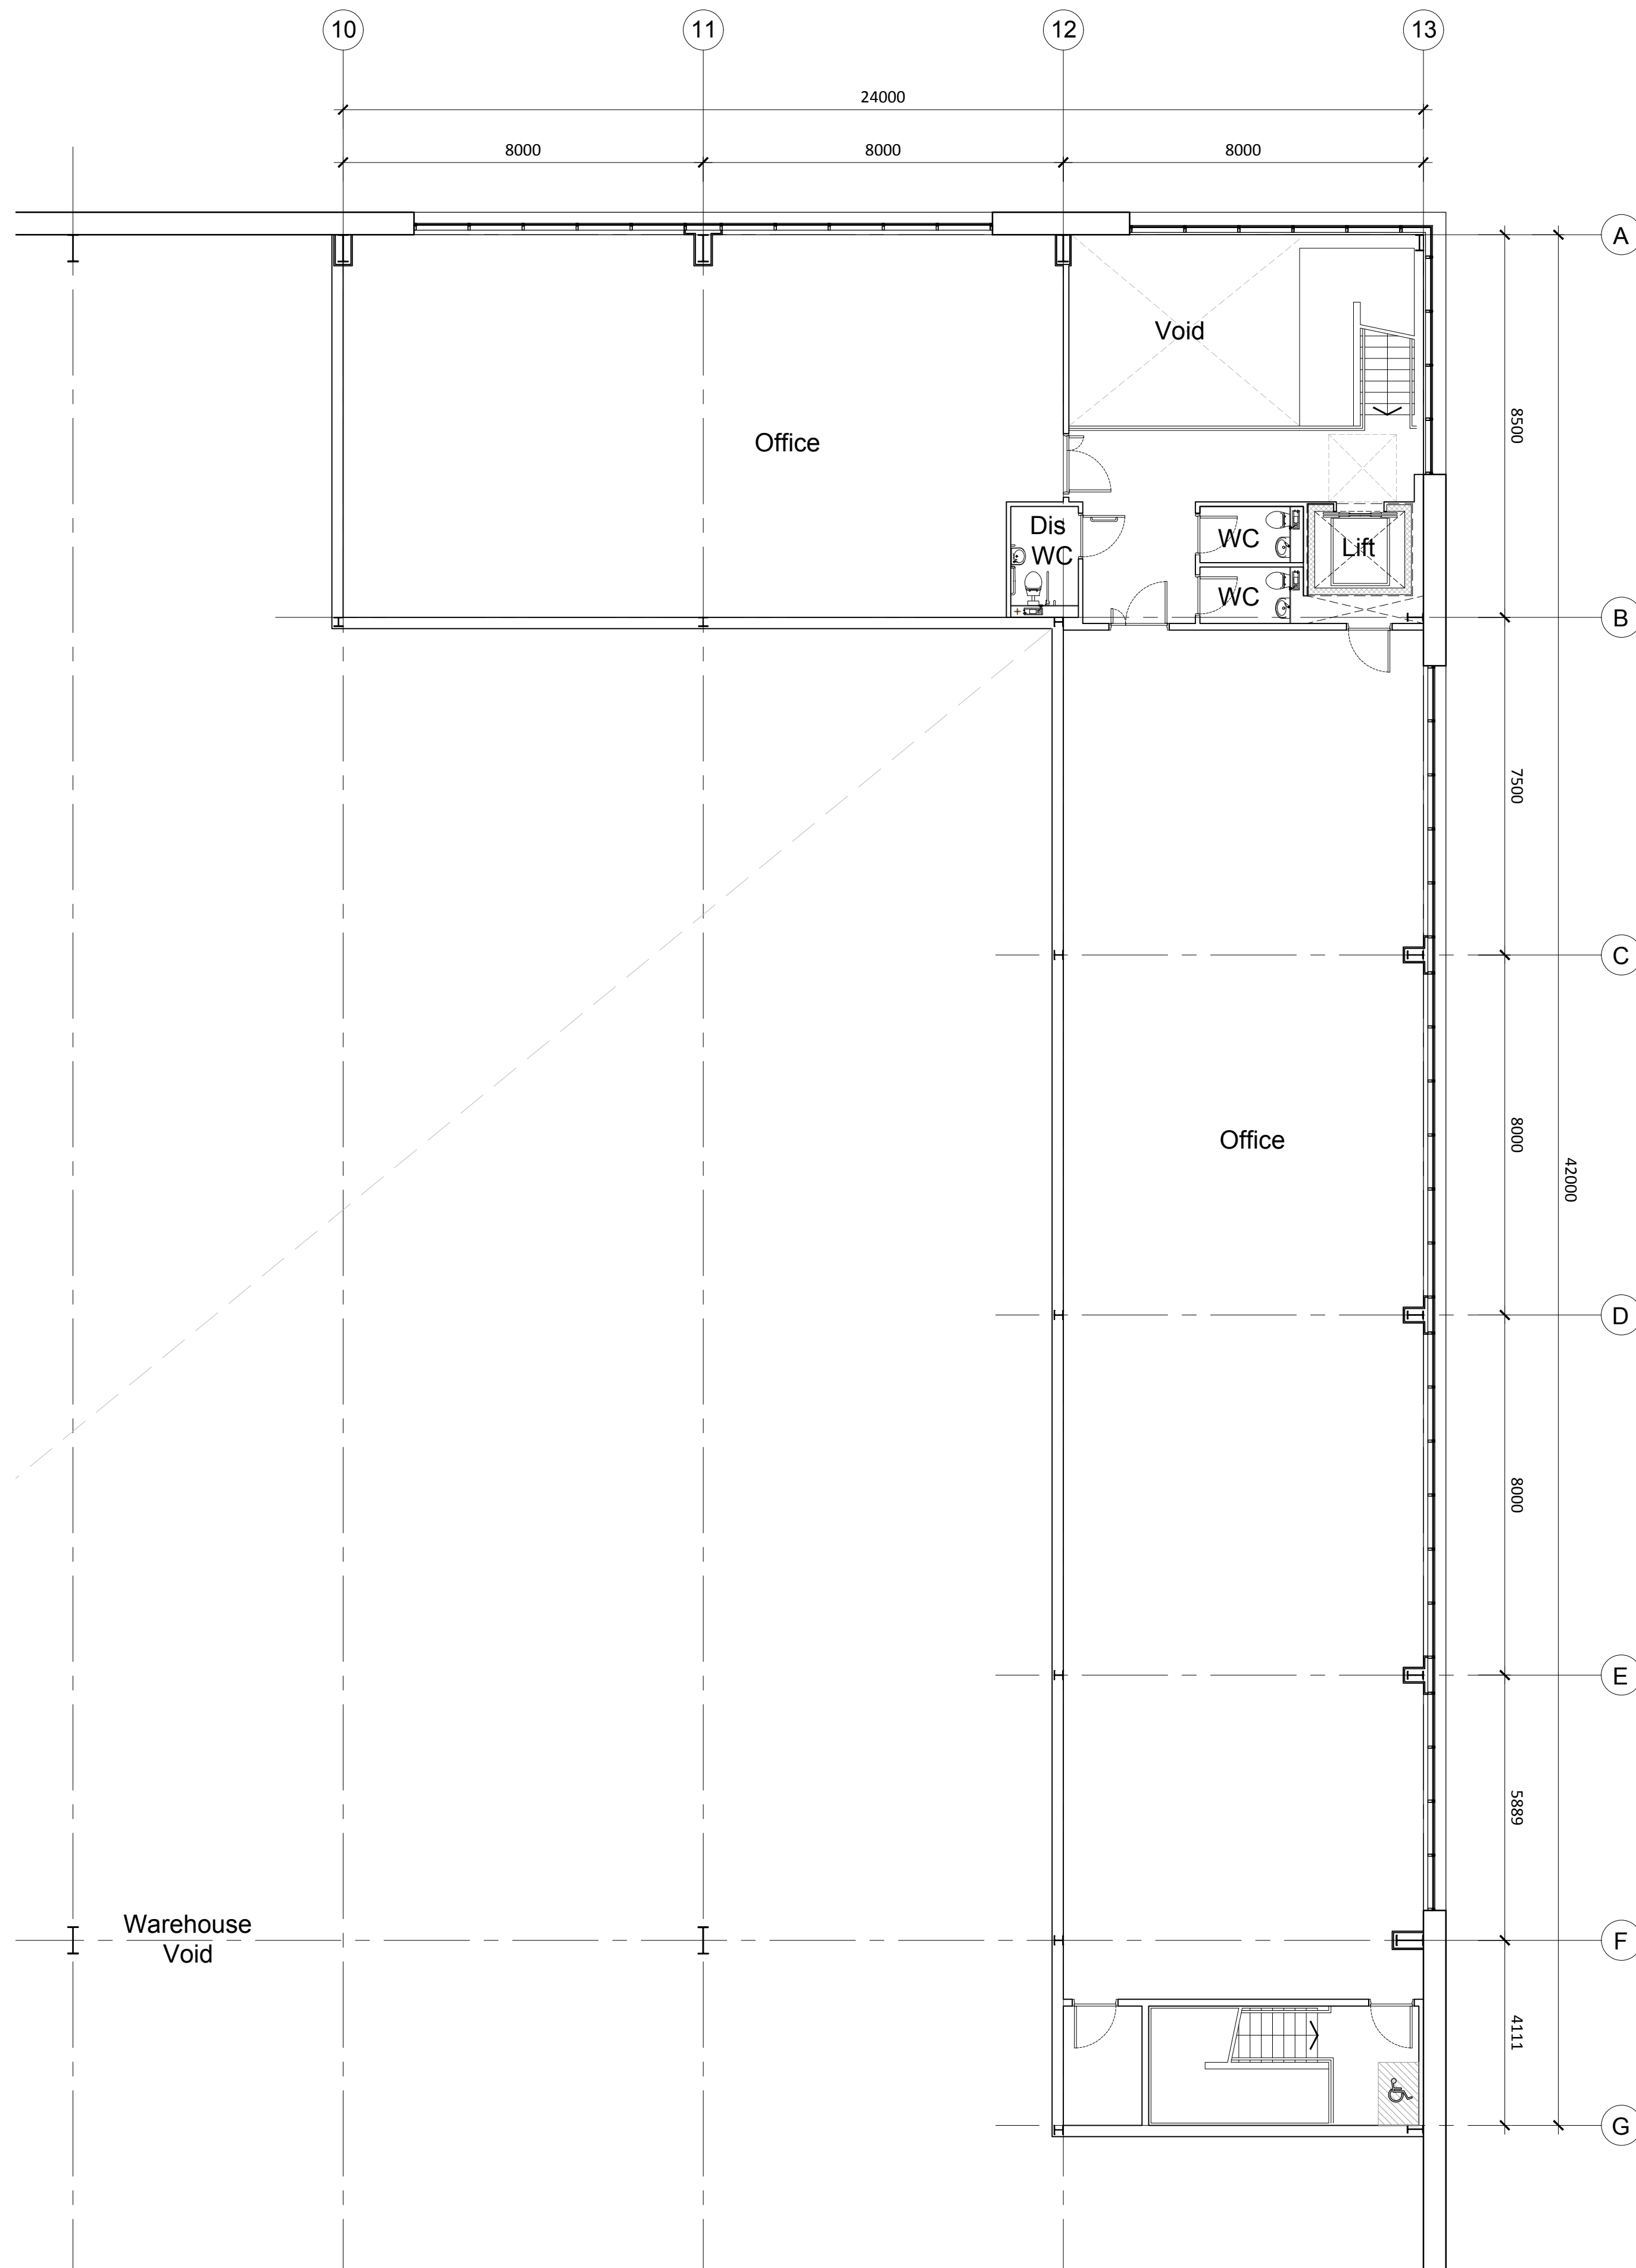 10
11
12
13
24000
8000
8000
8000
A
Void
8500
Office
Dis
WC
WC
Lift
WC
B
7500
C
8000
Office
42000
D
8000
E
5889
Warehouse
Void
F
4111
G